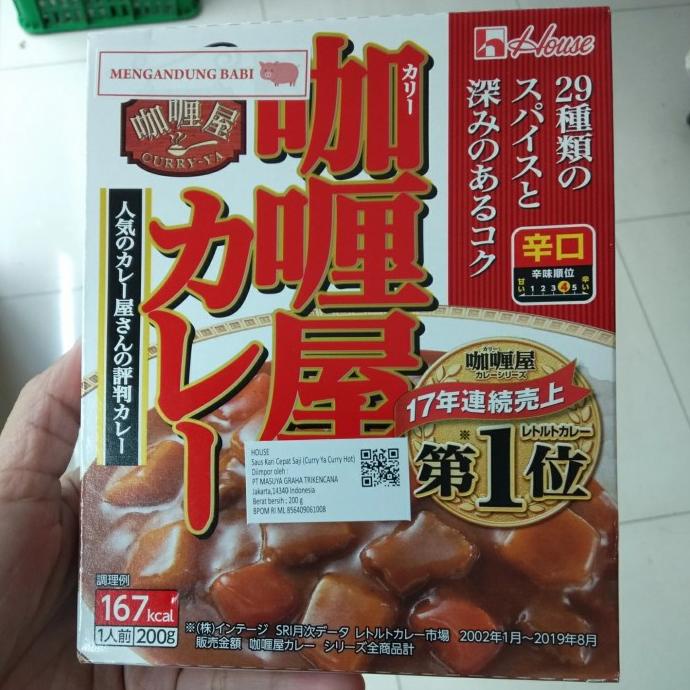 House
MENGANDUNG BABI
咖喱屋
CURRY-YA
カリー
咖喱屋
カレー
29種類の
スパイスと
深みのあるコク
辛口
辛味順位
甘い 1 2 3 4 5 辛い
人気のカレー屋さんの評判カレー
カリー
咖喱屋
カレーシリーズ
17年連続売上
レトルトカレー
※
第1位
HOUSE
Saus Kari Cepat Saji (Curry Ya Curry Hot)
Diimpor oleh :
PT MASUYA GRAHA TRIKENCANA
Jakarta,14340 Indonesia
Berat bersih : 200 g
BPOM RI ML 856409061008
調理例
167kcal
1人前 200g
※(株)インテージ SRI月次データ レトルトカレー市場 2002年1月～2019年8月
販売金額 咖喱屋カレー シリーズ全商品計